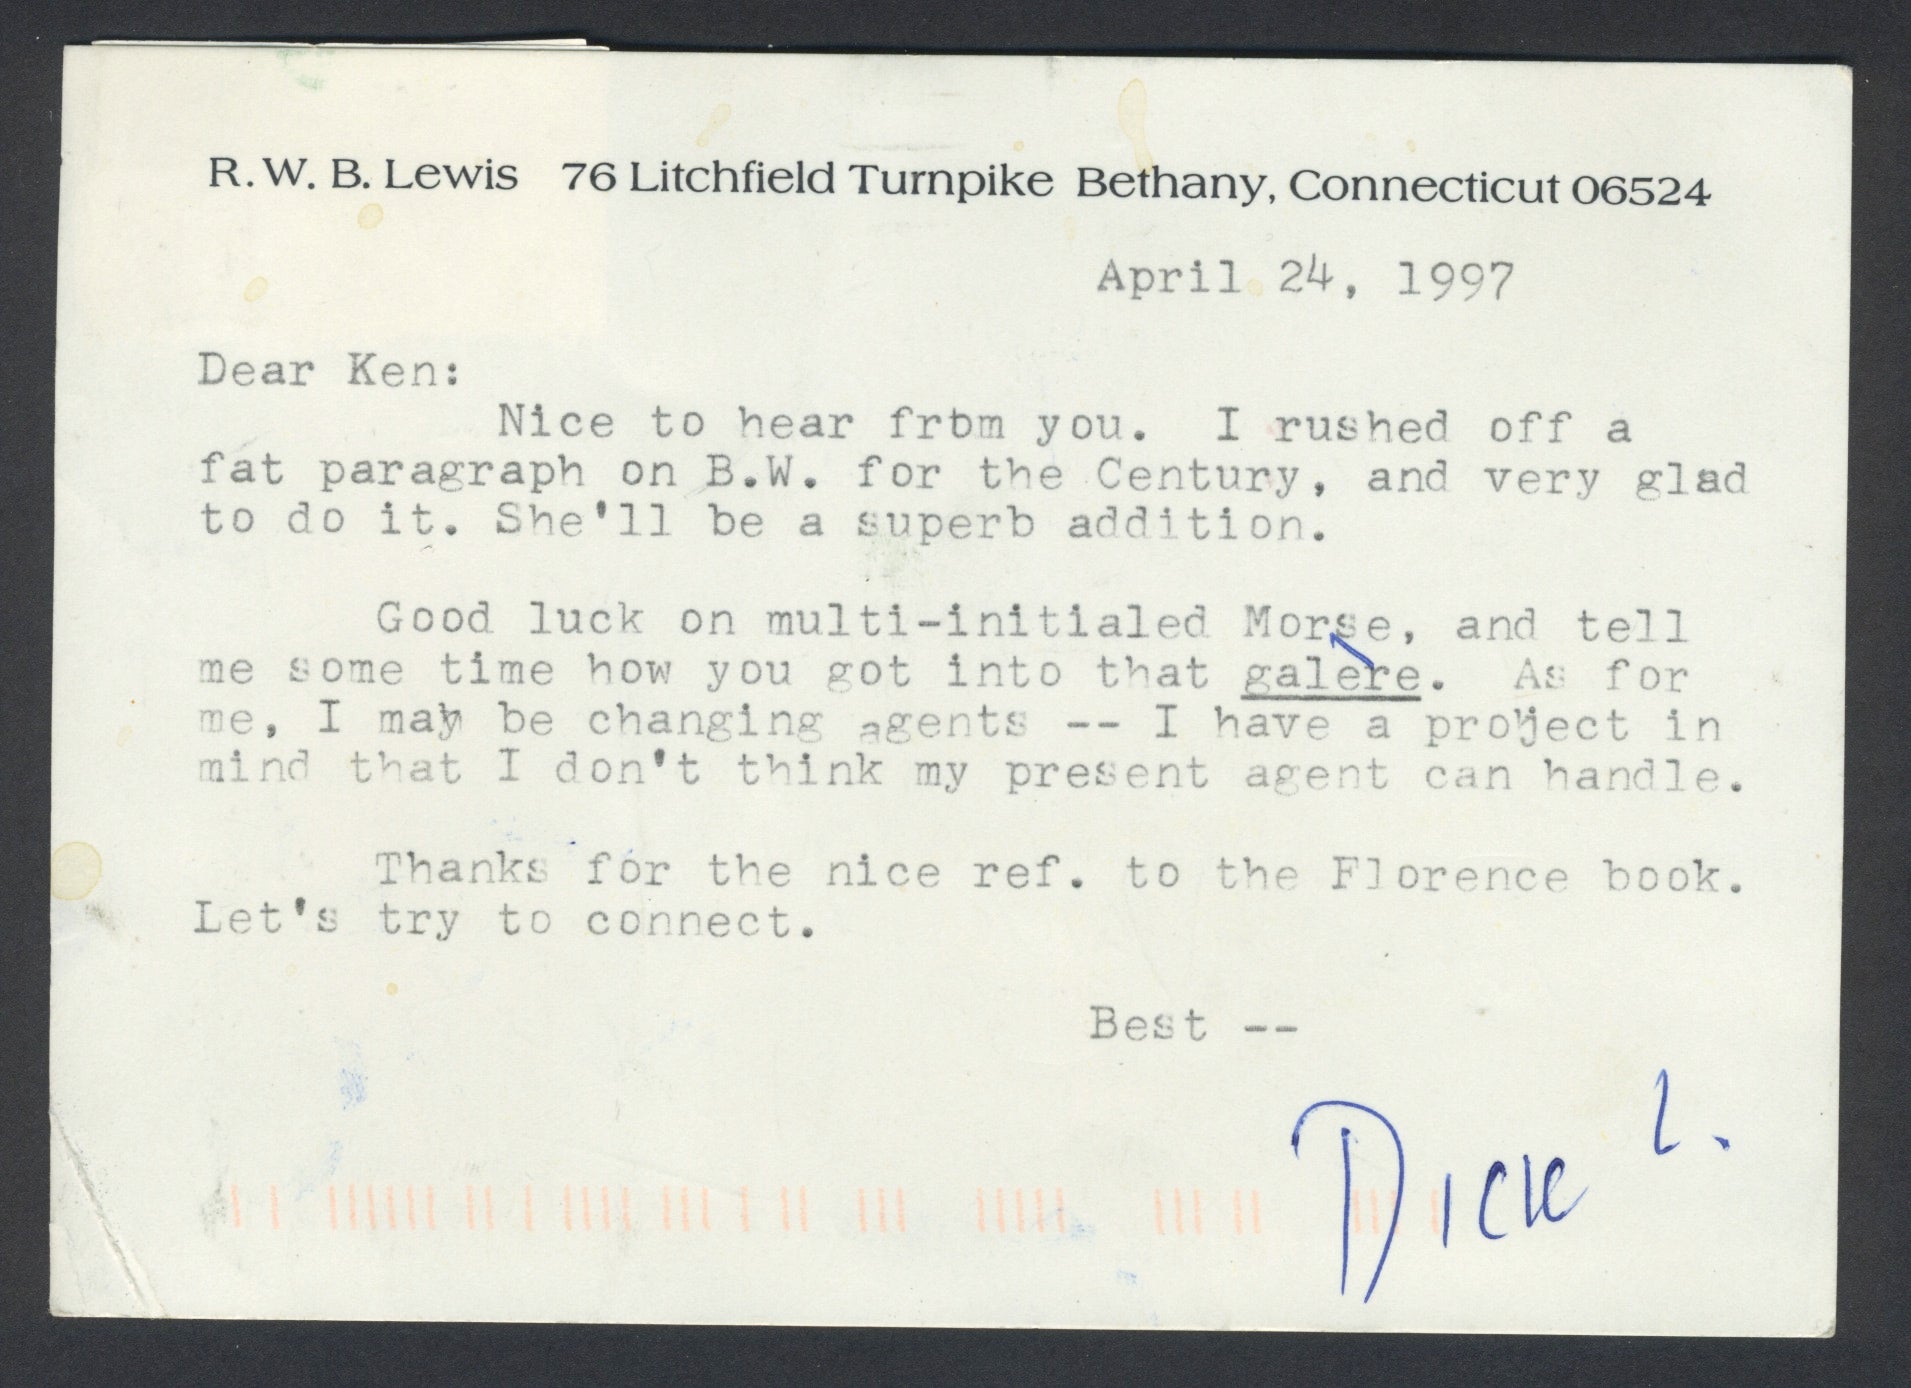 R. W. B. Lewis 76 Litchfield Turnpike Bethany, Connecticut 06524
April 24, 1997
Dear Ken:
Nice to hear from you. I rushed off a
fat paragraph on B.W. for the Century, and very glad
to do it. She'll be a superb addition.
Good luck on multi-initialed Morse, and tell
me some time how you got into that galère. As for
me, I may be changing agents -- I have a project in
mind that I don't think my present agent can handle.
Thanks for the nice ref. to the Florence book.
Let's try to connect.
Best --
Dick L.